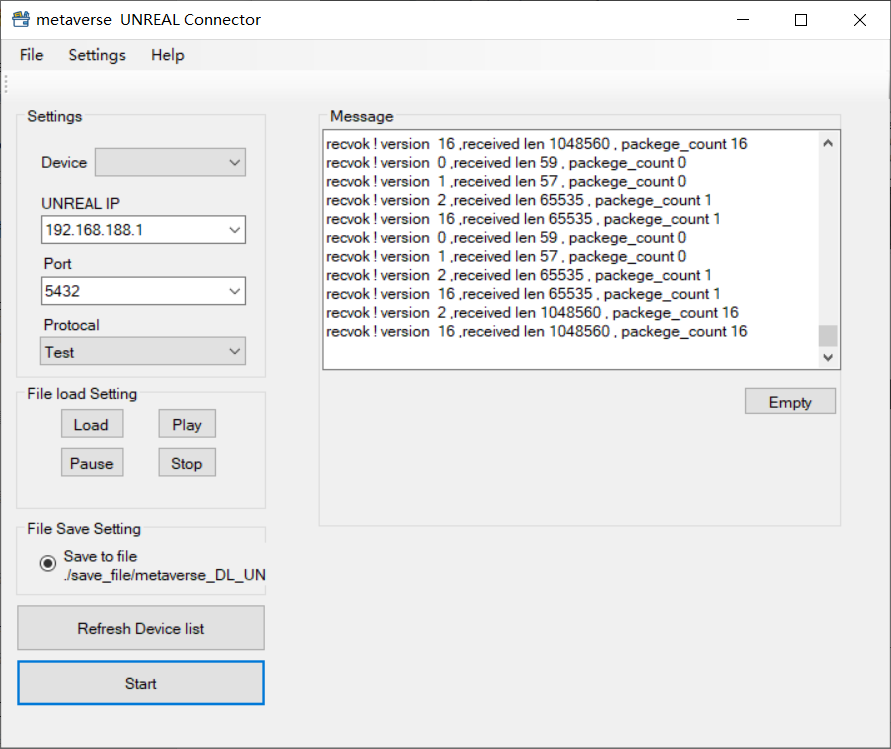 metaverse UNREAL Connector
File Settings Help
Settings
Device
UNREAL IP
192.168.188.1
Port
5432
Protocal
Test
File load Setting
Load Play
Pause Stop
File Save Setting
Save to file
./save_file/metaverse_DL_UN
Refresh Device list
Start
Message
recvok ! version 16 ,received len 1048560 , packege_count 16
recvok ! version 0 ,received len 59 , packege_count 0
recvok ! version 1 ,received len 57 , packege_count 0
recvok ! version 2 ,received len 65535 , packege_count 1
recvok ! version 16 ,received len 65535 , packege_count 1
recvok ! version 0 ,received len 59 , packege_count 0
recvok ! version 1 ,received len 57 , packege_count 0
recvok ! version 2 ,received len 65535 , packege_count 1
recvok ! version 16 ,received len 65535 , packege_count 1
recvok ! version 2 ,received len 1048560 , packege_count 16
recvok ! version 16 ,received len 1048560 , packege_count 16
Empty